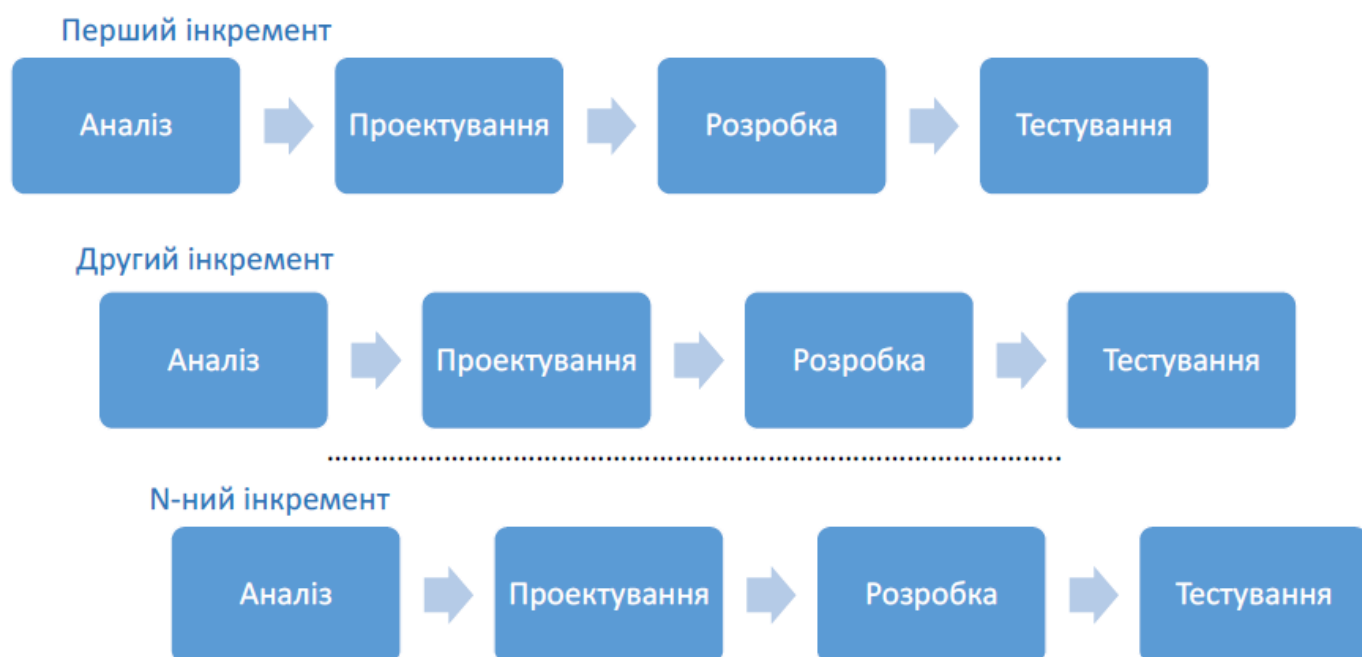 Перший інкремент
Аналіз
Проектування
Розробка
Тестування
Другий інкремент
Аналіз
Проектування
Розробка
Тестування
........................................................................................
N-ний інкремент
Аналіз
Проектування
Розробка
Тестування